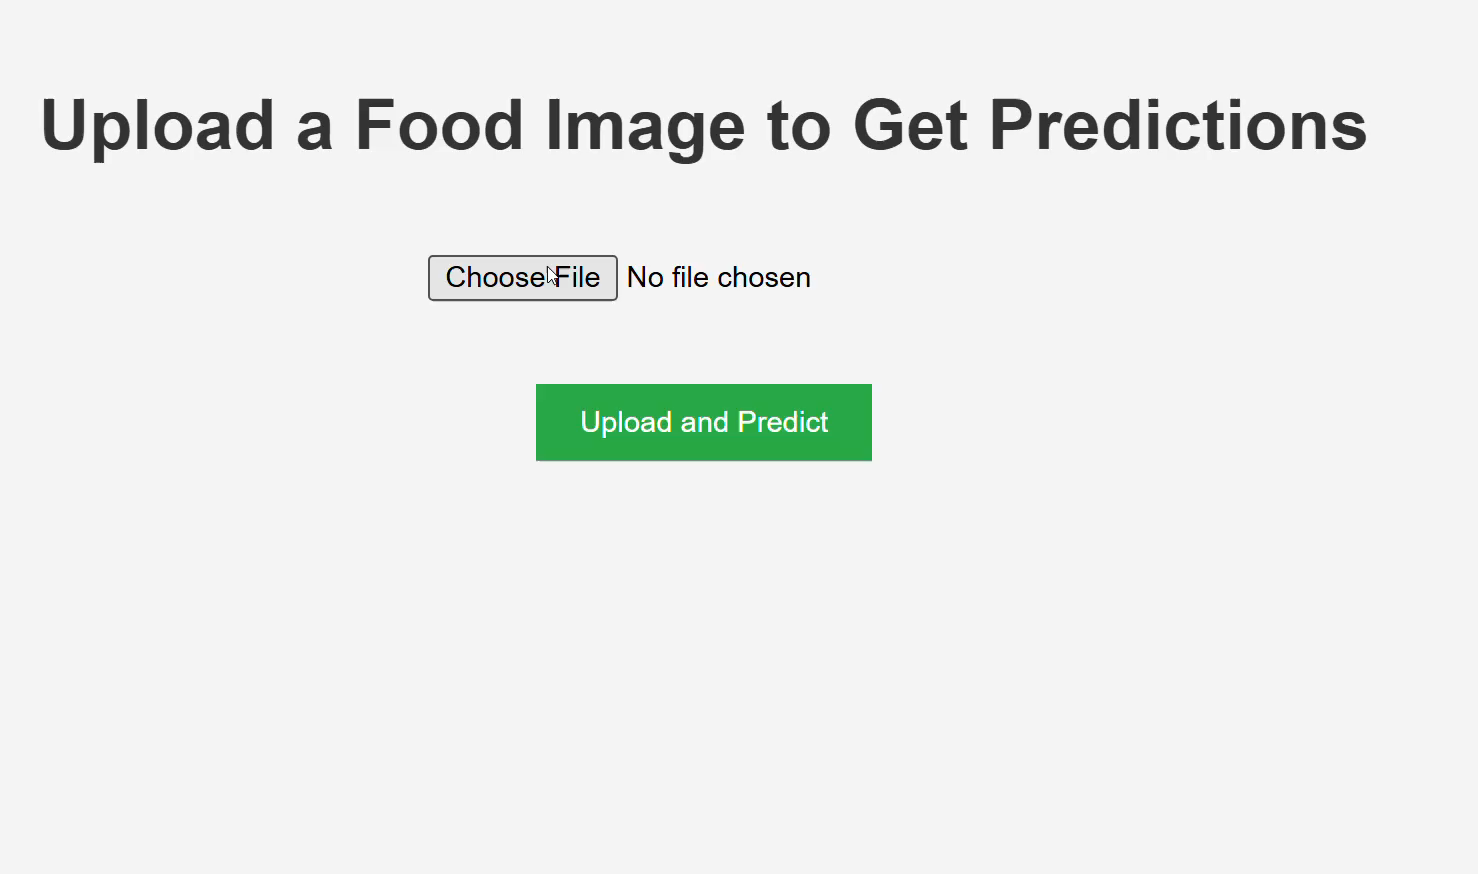 Upload a Food Image to Get Predictions
Choose File No file chosen
Upload and Predict